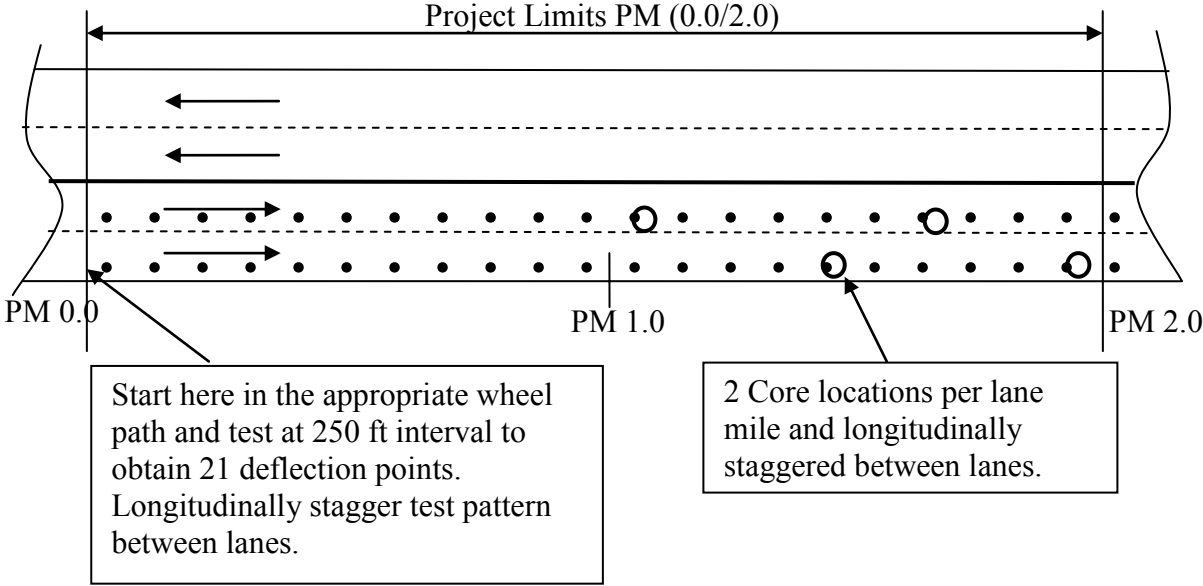 Project Limits PM (0.0/2.0)
PM 0.0
PM 1.0
PM 2.0
Start here in the appropriate wheel
path and test at 250 ft interval to
obtain 21 deflection points.
Longitudinally stagger test pattern
between lanes.
2 Core locations per lane
mile and longitudinally
staggered between lanes.